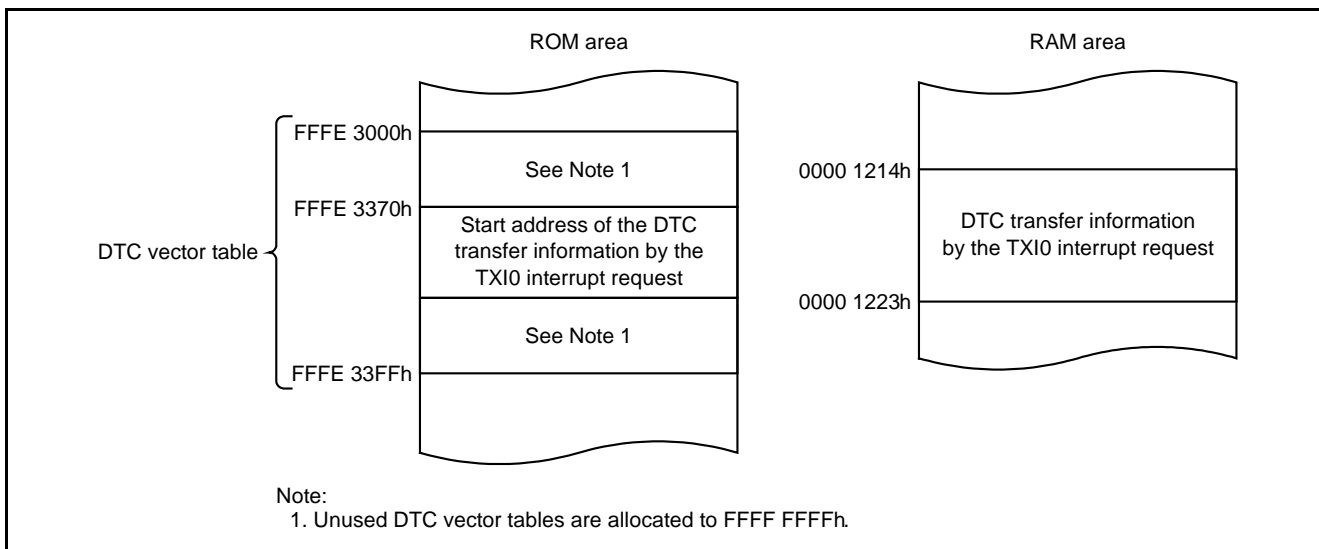 ROM area
RAM area
DTC vector table
FFFE 3000h
See Note 1
FFFE 3370h
Start address of the DTC
transfer information by the
TXI0 interrupt request
See Note 1
FFFE 33FFh
0000 1214h
DTC transfer information
by the TXI0 interrupt request
0000 1223h
Note:
1. Unused DTC vector tables are allocated to FFFF FFFFh.